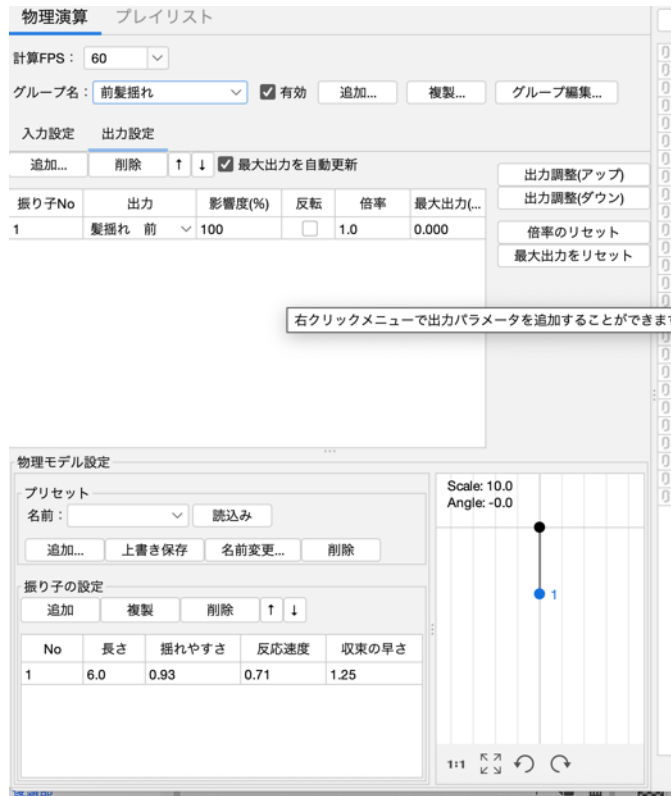 物理演算 プレイリスト
計算FPS： 60
グループ名： 前髪揺れ 有効 追加... 複製... グループ編集...
入力設定 出力設定
追加... 削除 ↑ ↓ 最大出力を自動更新
出力調整(アップ)
出力調整(ダウン)
倍率のリセット
最大出力をリセット
振り子No 出力 影響度(%) 反転 倍率 最大出力(...
1 髪揺れ 前 100 1.0 0.000
右クリックメニューで出力パラメータを追加することができま
物理モデル設定
プリセット
名前： 読込み
追加... 上書き保存 名前変更... 削除
振り子の設定
追加 複製 削除 ↑ ↓
No 長さ 揺れやすさ 反応速度 収束の早さ
1 6.0 0.93 0.71 1.25
Scale: 10.0
Angle: -0.0
1
1:1